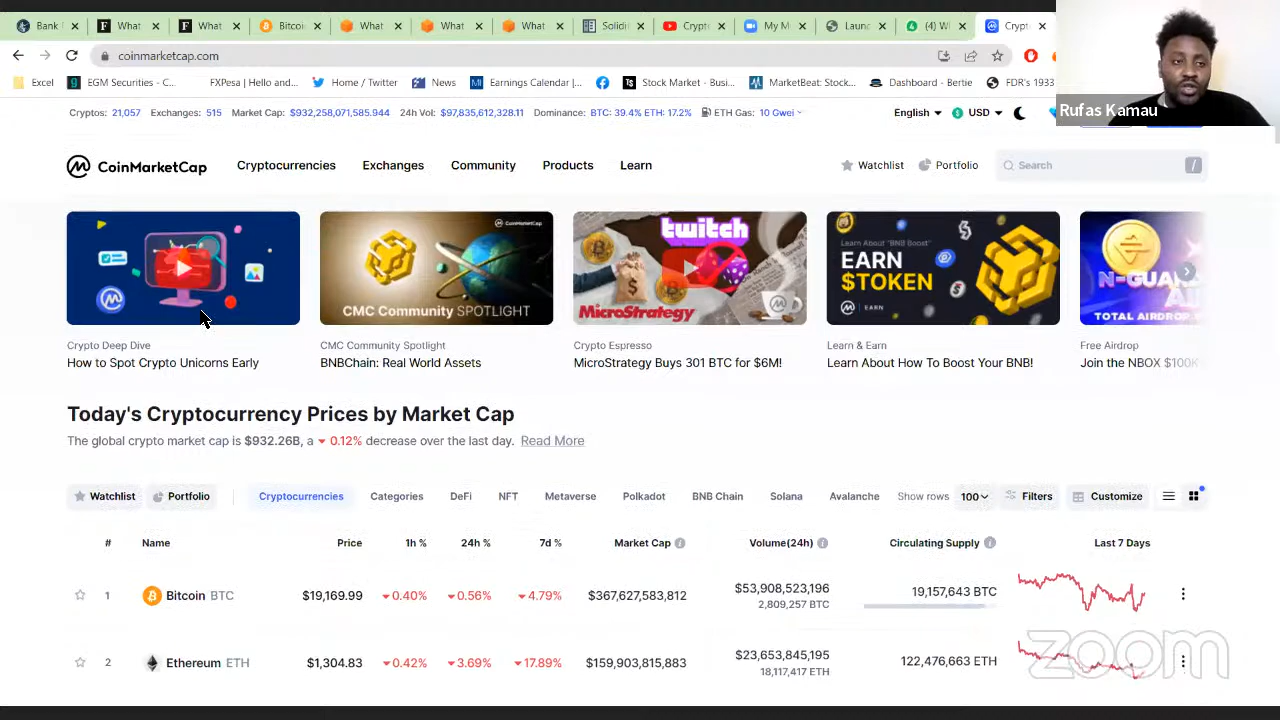 Bank
What
What
Bitcoi
What
What
What
Solidi
Crypt
My M
Launc
(4) W
Crypt
coinmarketcap.com
Excel
EGM Securities - C...
FXPesa | Hello and...
Home / Twitter
News
Earnings Calendar |...
Stock Market - Busi...
MarketBeat: Stock...
Dashboard - Bertie
FDR's 1933
Rufas Kamau
Cryptos: 21,057 Exchanges: 515 Market Cap: $932,258,071,585.944 24h Vol: $97,835,612,328.11 Dominance: BTC: 39.4% ETH: 17.2% ETH Gas: 10 Gwei
English USD
CoinMarketCap
Cryptocurrencies Exchanges Community Products Learn
Watchlist Portfolio Search /
CoinMarketCap
CMC Community SPOTLIGHT
twitch
MicroStrategy
Learn About "BNB Boost"
EARN
$TOKEN
EARN
N-GUA
AI
TOTAL AIRDROP
Crypto Deep Dive
How to Spot Crypto Unicorns Early
CMC Community Spotlight
BNBChain: Real World Assets
Crypto Espresso
MicroStrategy Buys 301 BTC for $6M!
Learn & Earn
Learn About How To Boost Your BNB!
Free Airdrop
Join the NBOX $100K
Today's Cryptocurrency Prices by Market Cap
The global crypto market cap is $932.26B, a 0.12% decrease over the last day. Read More
Watchlist Portfolio Cryptocurrencies Categories DeFi NFT Metaverse Polkadot BNB Chain Solana Avalanche Show rows 100 Filters Customize
# Name Price 1h % 24h % 7d % Market Cap Volume(24h) Circulating Supply Last 7 Days
1 Bitcoin BTC $19,169.99 0.40% 0.56% 4.79% $367,627,583,812 $53,908,523,196 19,157,643 BTC
2,809,257 BTC
2 Ethereum ETH $1,304.83 0.42% 3.69% 17.89% $159,903,815,883 $23,653,845,195 122,476,663 ETH
18,117,417 ETH
zoom